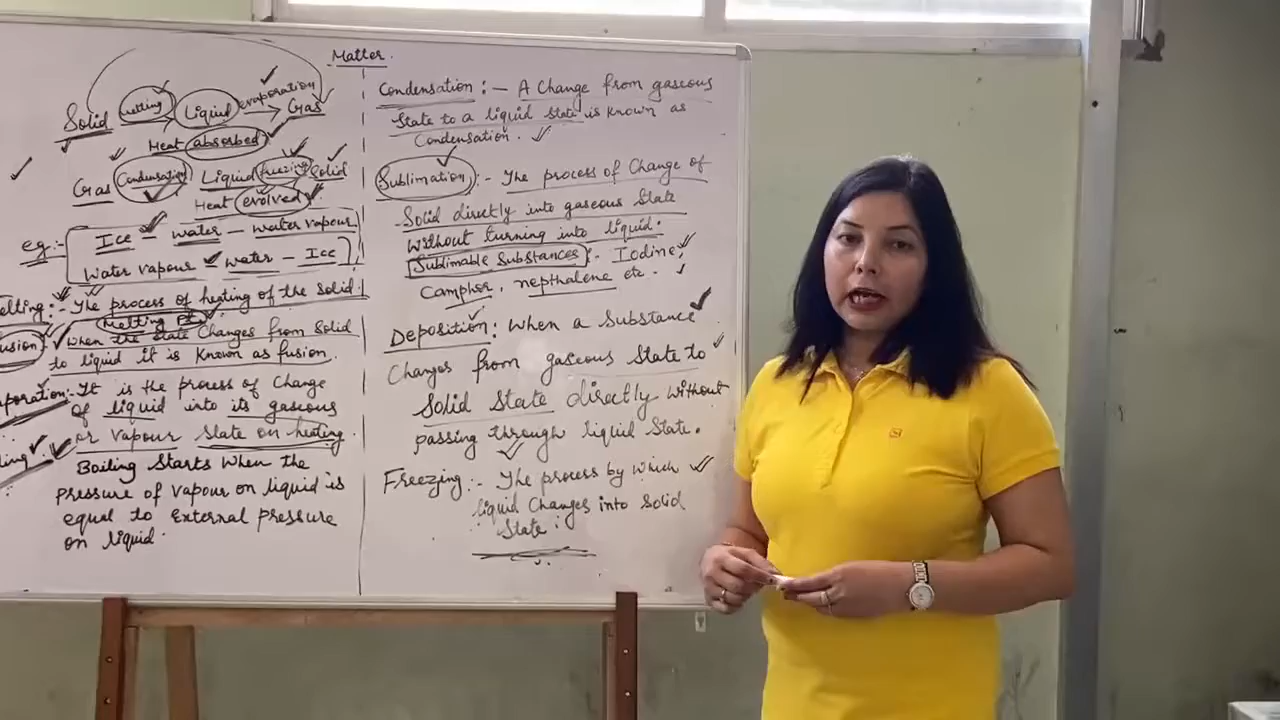 Matter.
Solid melting Liquid evaporation Gas
Heat absorbed
Gas Condensation Liquid freezing Solid
Heat evolved
eg:- Ice - water - water vapour
water vapour - water - Ice
elting:- The process of heating of the Solid.
Melting Pt
usion when the state Changes from Solid
to liquid it is known as fusion.
aporation:- It is the process of Change
of liquid into its gaseous
or vapour State on heating.
ling
Boiling Starts when the
pressure of vapour on liquid is
equal to External pressure
on liquid.
Condensation:- A Change from gaseous
State to a liquid state is known as
Condensation.
Sublimation:- The process of Change of
Solid directly into gaseous State
without turning into liquid.
Sublimable Substances:- Iodine,
Camphor, nepthalene etc.
Deposition: When a Substance
Changes from gaseous State to
Solid State directly without
passing through liquid State.
Freezing:- The process by which
liquid Changes into Solid
State.